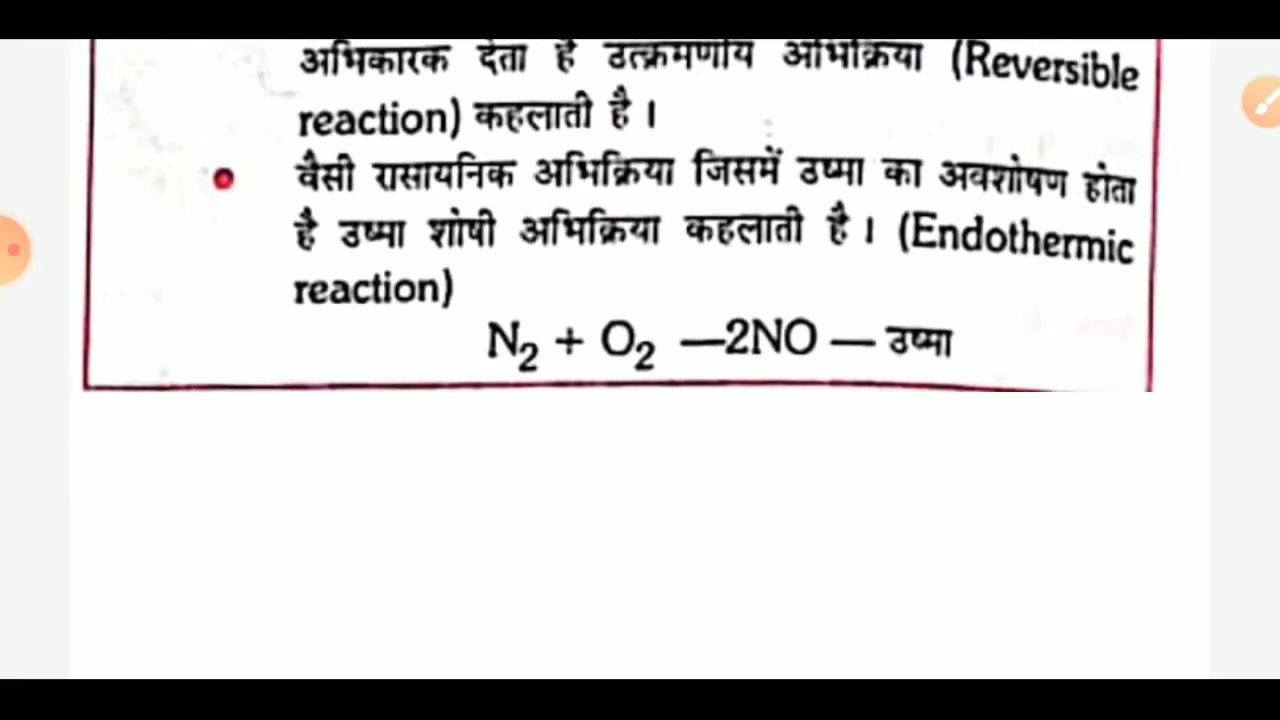 अभिकारक देता है उत्क्रमणीय अभिक्रिया (Reversible
reaction) कहलाती है ।
वैसी रासायनिक अभिक्रिया जिसमें उष्मा का अवशोषण होता
है उष्मा शोषी अभिक्रिया कहलाती है । (Endothermic
reaction)
N₂ + O₂ —2NO — उष्मा